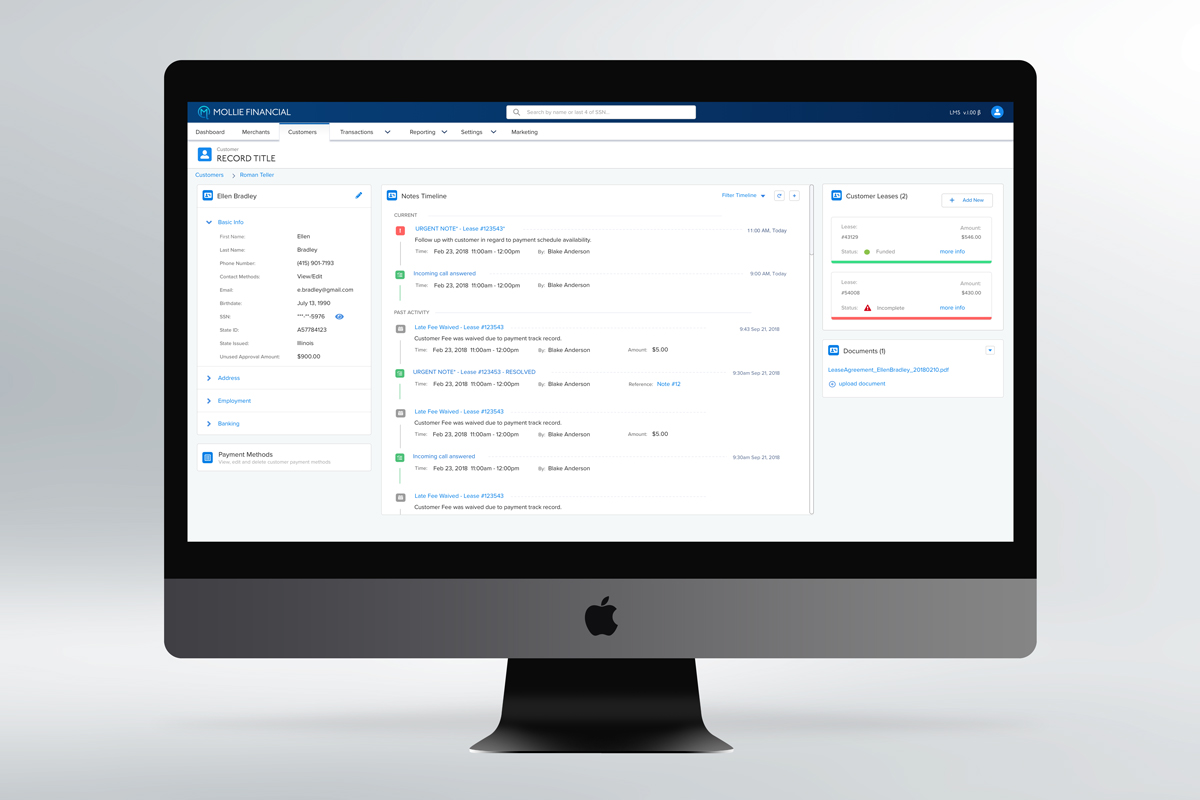 MOLLIE FINANCIAL
Search by name or last 4 of SSN...
LMS v.1.00 β
Dashboard Merchants Customers Transactions Reporting Settings Marketing
Customer
RECORD TITLE
Customers > Roman Teller
Ellen Bradley
Basic Info
First Name: Ellen
Last Name: Bradley
Phone Number: (415) 901-7193
Contact Methods: View/Edit
Email: e.bradley@gmail.com
Birthdate: July 13, 1990
SSN: ***-**-5976
State ID: A57784123
State Issued: Illinois
Unused Approval Amount: $900.00
Address
Employment
Banking
Payment Methods
View, edit and delete customer payment methods
Notes Timeline
Filter Timeline
CURRENT
URGENT NOTE* - Lease #123543*
11:00 AM, Today
Follow up with customer in regard to payment schedule availability.
Time: Feb 23, 2018 11:00am - 12:00pm By: Blake Anderson
Incoming call answered
9:00 AM, Today
Time: Feb 23, 2018 11:00am - 12:00pm By: Blake Anderson
PAST ACTIVITY
Late Fee Waived - Lease #123543
9:43 Sep 21, 2018
Customer Fee was waived due to payment track record.
Time: Feb 23, 2018 11:00am - 12:00pm By: Blake Anderson Amount: $5.00
URGENT NOTE* - Lease #123453 - RESOLVED
9:30am Sep 21, 2018
Time: Feb 23, 2018 11:00am - 12:00pm By: Blake Anderson Reference: Note #12
Late Fee Waived - Lease #123543
Customer Fee was waived due to payment track record.
Time: Feb 23, 2018 11:00am - 12:00pm By: Blake Anderson Amount: $5.00
Incoming call answered
9:30am Sep 21, 2018
Time: Feb 23, 2018 11:00am - 12:00pm By: Blake Anderson
Late Fee Waived - Lease #123543
Customer Fee was waived due to payment track record.
Customer Leases (2)
+ Add New
Lease: Amount:
#43129 $546.00
Status: Funded more info
Lease: Amount:
#54008 $430.00
Status: Incomplete more info
Documents (1)
LeaseAgreement_EllenBradley_20180210.pdf
upload document